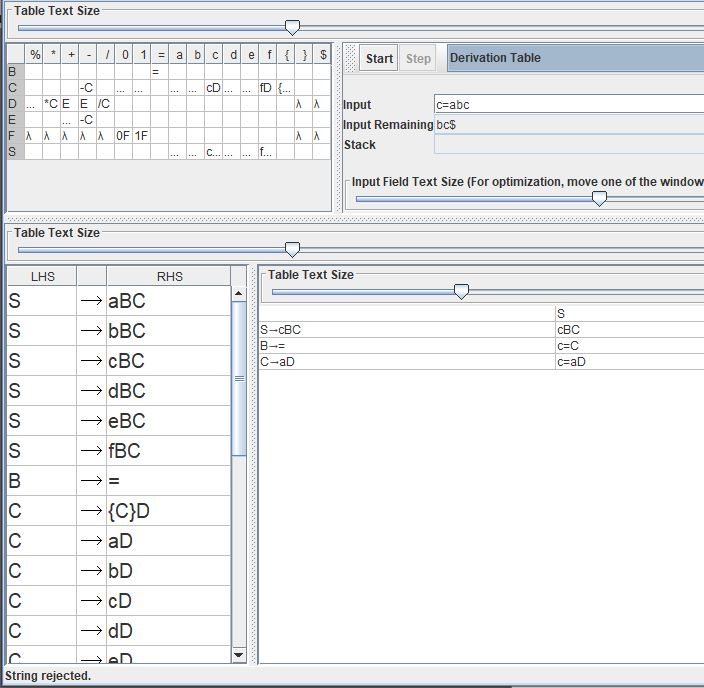 Table Text Size
% * + - / 0 1 = a b c d e f { } $
B =
C -C ... ... ... ... cD ... ... fD {...
D ... *C E E /C λ λ
E ... -C
F λ λ λ λ λ 0F 1F λ λ
S ... ... c... ... ... f...
Start Step Derivation Table
Input c=abc
Input Remaining bc$
Stack
Input Field Text Size (For optimization, move one of the window
Table Text Size
LHS RHS
S → aBC
S → bBC
S → cBC
S → dBC
S → eBC
S → fBC
B → =
C → {C}D
C → aD
C → bD
C → cD
C → dD
C → eD
Table Text Size
S
S→cBC cBC
B→= c=C
C→aD c=aD
String rejected.